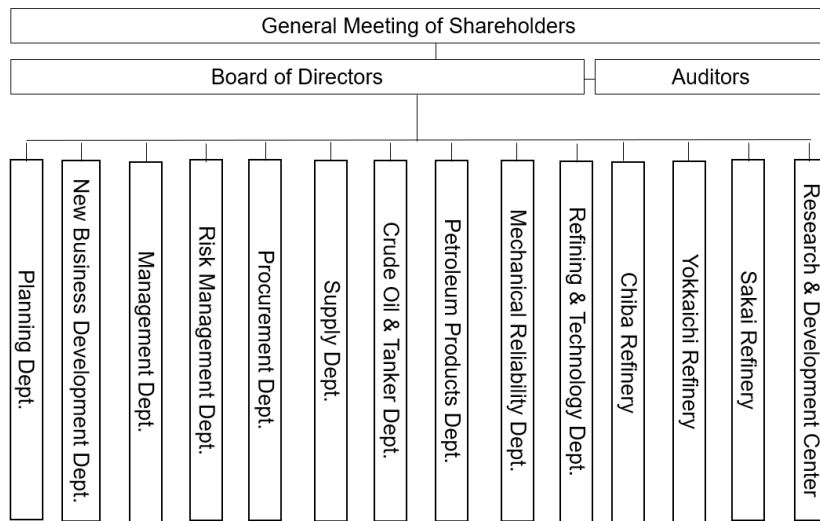 General Meeting of Shareholders
Board of Directors
Auditors
Planning Dept.
New Business Development Dept.
Management Dept.
Risk Management Dept.
Procurement Dept.
Supply Dept.
Crude Oil & Tanker Dept.
Petroleum Products Dept.
Mechanical Reliability Dept.
Refining & Technology Dept.
Chiba Refinery
Yokkaichi Refinery
Sakai Refinery
Research & Development Center